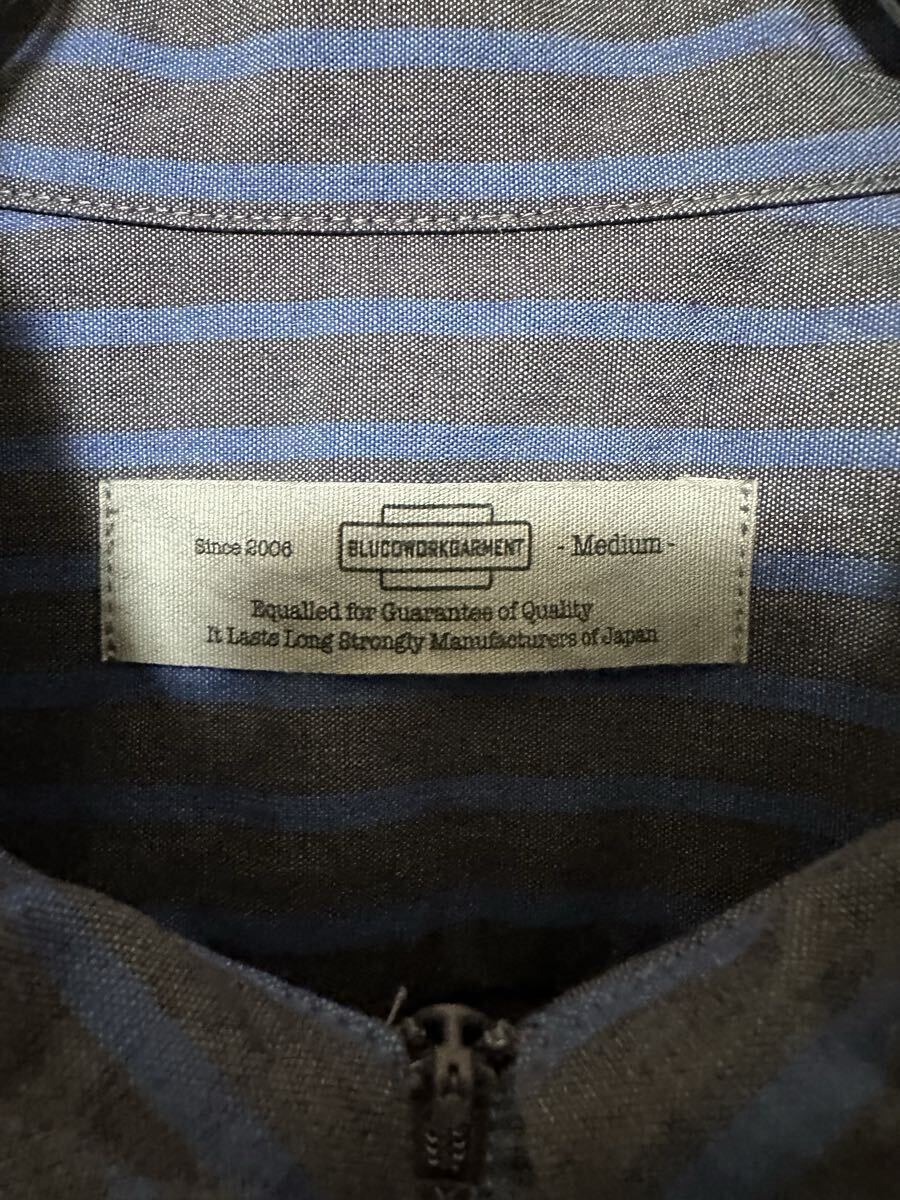 Since 2006 BLUCOWORKGARMENT - Medium -
Equalled for Guarantee of Quality
It Lasts Long Strongly Manufacturers of Japan